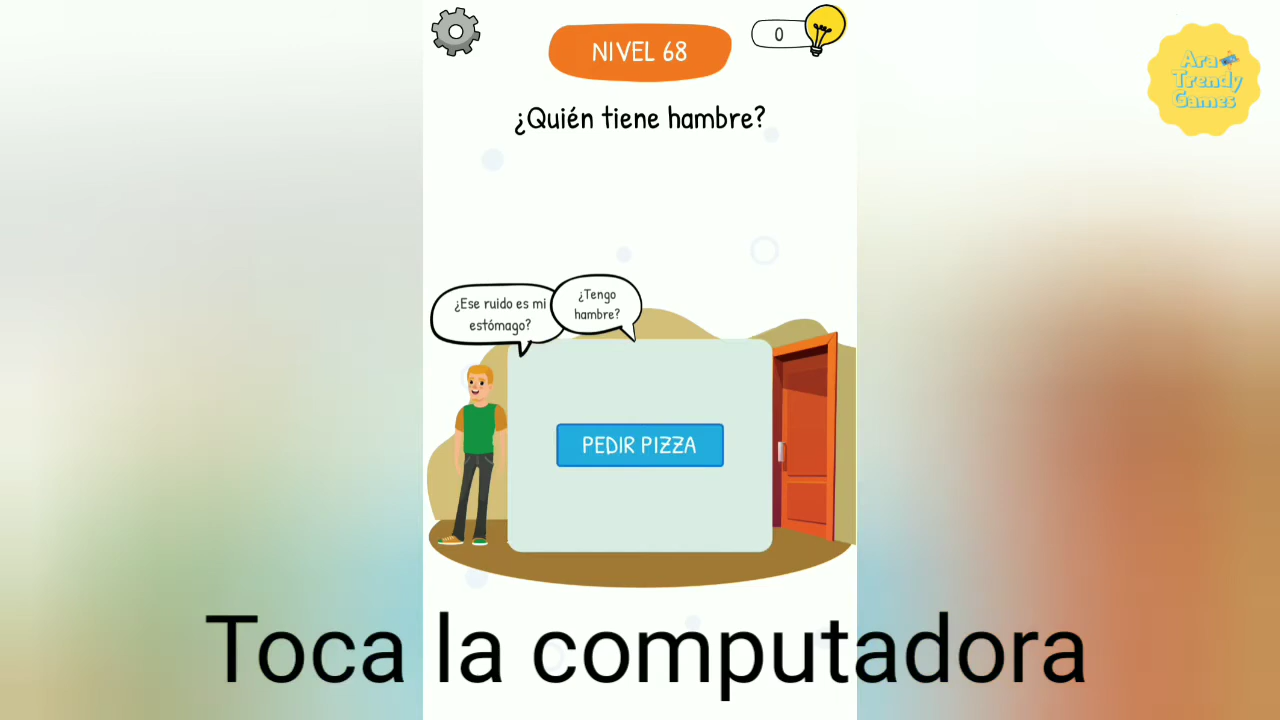 NIVEL 68
0
Ara
Trendy
Games
¿Quién tiene hambre?
¿Ese ruido es mi
estómago?
¿Tengo
hambre?
PEDIR PIZZA
Toca la computadora